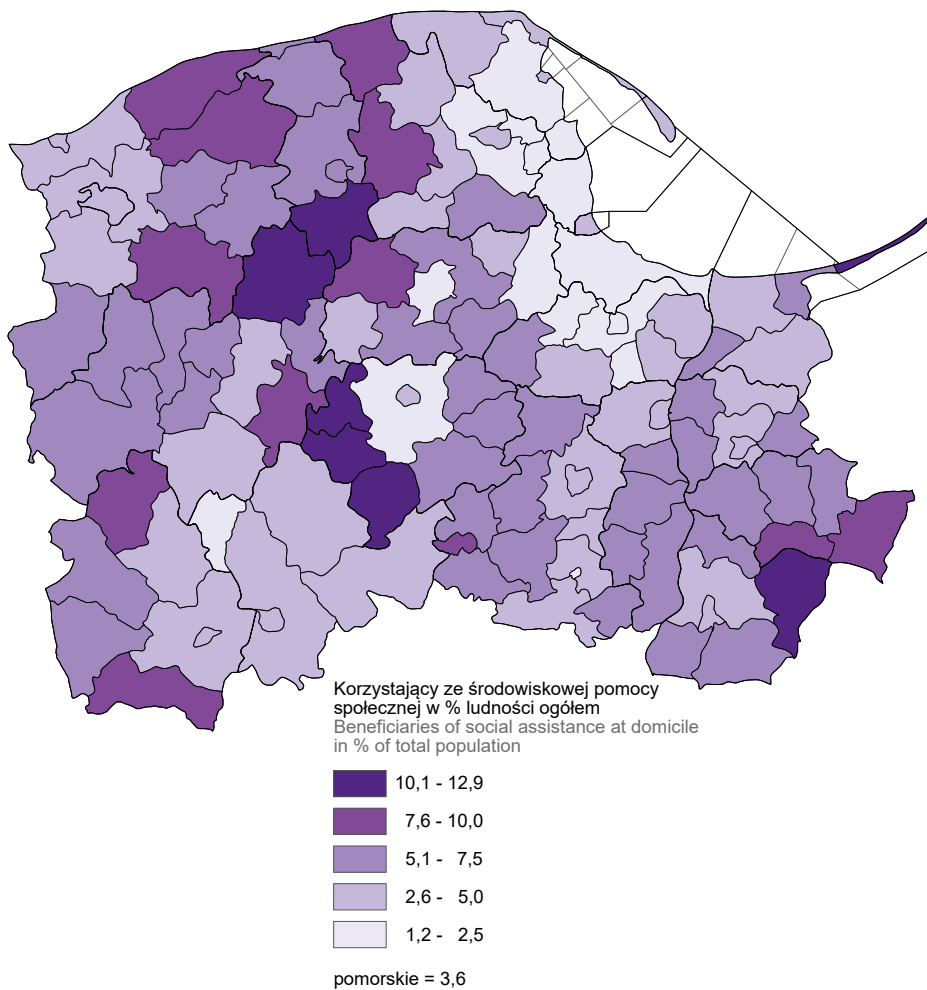 Korzystający ze środowiskowej pomocy
społecznej w % ludności ogółem
Beneficiaries of social assistance at domicile
in % of total population
10,1 - 12,9
7,6 - 10,0
5,1 - 7,5
2,6 - 5,0
1,2 - 2,5
pomorskie = 3,6